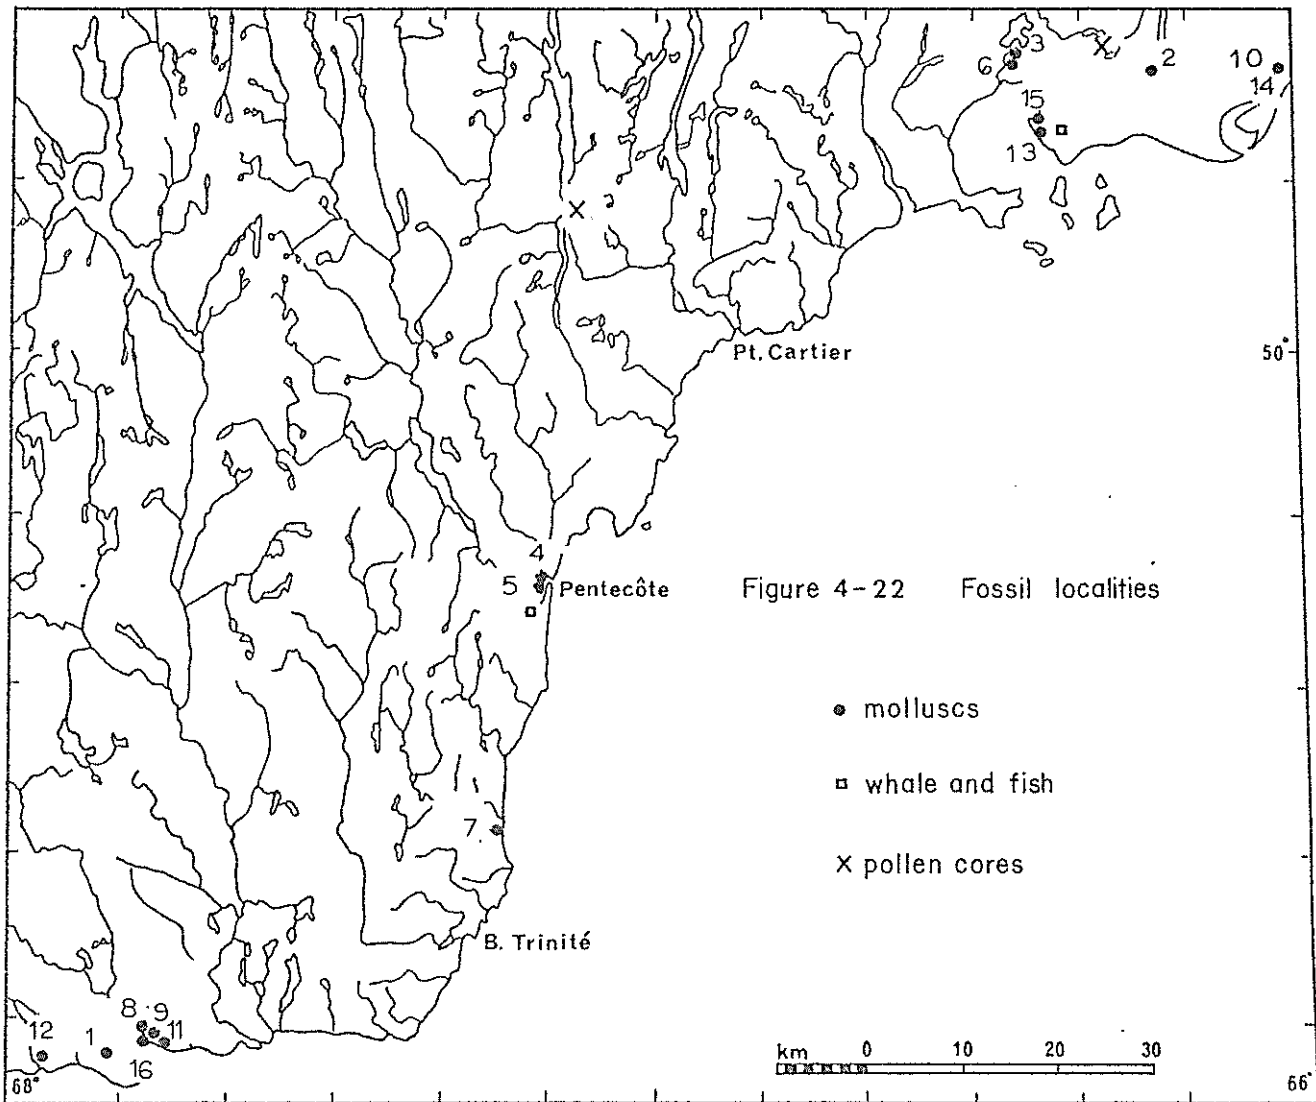 3
6
2
10
14
15
13
Pt. Cartier
50°
4
5
Pentecôte
Figure 4-22 Fossil localities
molluscs
whale and fish
pollen cores
7
B. Trinité
8 9
12 1 11
16
km 0 10 20 30
68°
66°